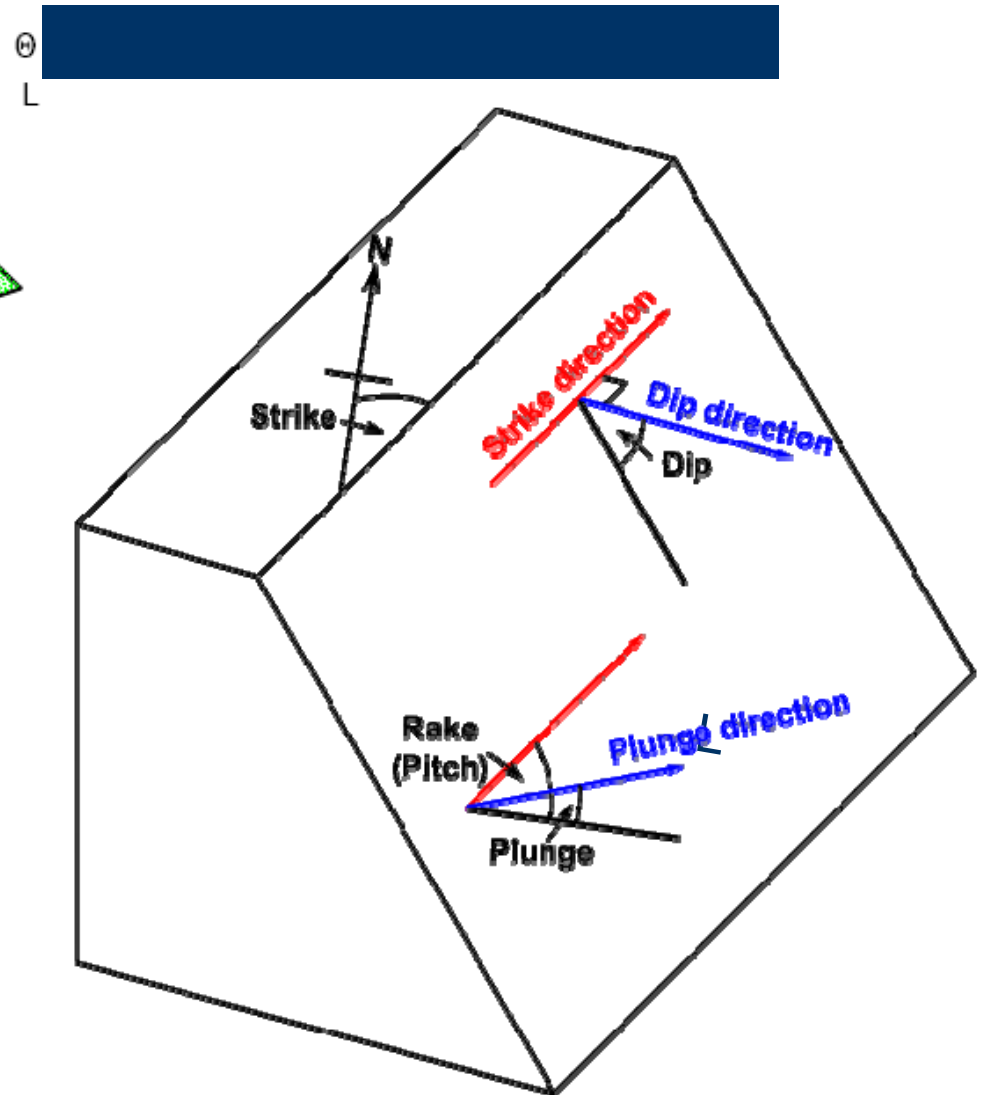 Θ
L
N
Strike
Strike direction
Dip direction
Dip
Rake
(Pitch)
Plunge direction
Plunge